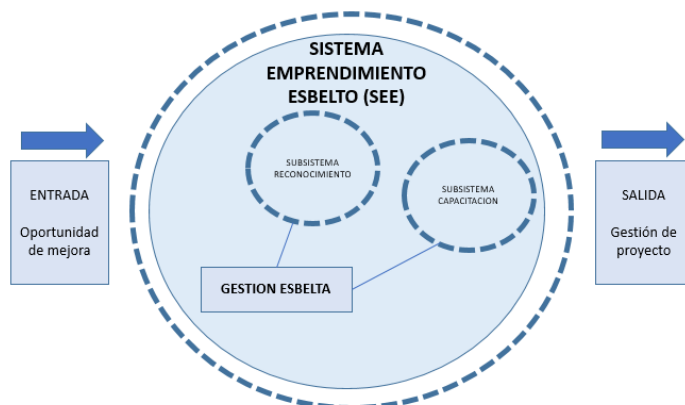 SISTEMA
EMPRENDIMIENTO
ESBELTO (SEE)
ENTRADA
Oportunidad
de mejora
SUBSISTEMA
RECONOCIMIENTO
SUBSISTEMA
CAPACITACION
GESTION ESBELTA
SALIDA
Gestión de
proyecto